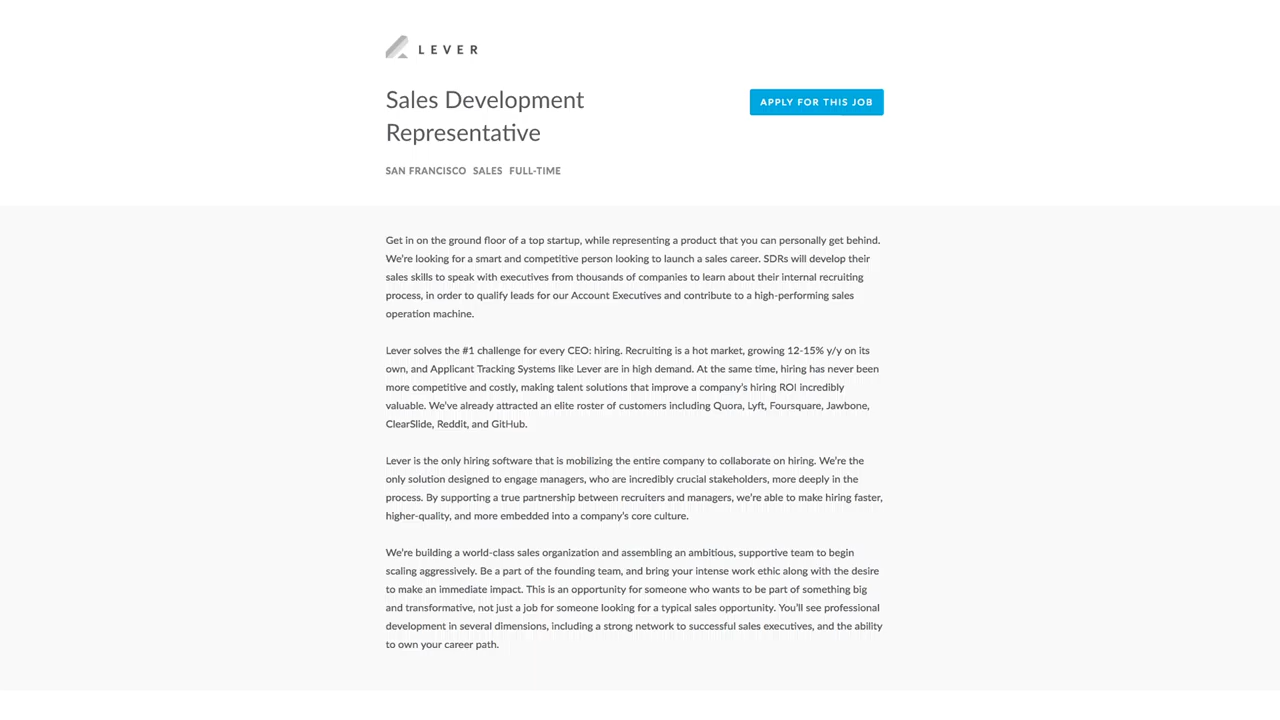 LEVER
Sales Development
Representative
APPLY FOR THIS JOB
SAN FRANCISCO SALES FULL-TIME
Get in on the ground floor of a top startup, while representing a product that you can personally get behind.
We're looking for a smart and competitive person looking to launch a sales career. SDRs will develop their
sales skills to speak with executives from thousands of companies to learn about their internal recruiting
process, in order to qualify leads for our Account Executives and contribute to a high-performing sales
operation machine.
Lever solves the #1 challenge for every CEO: hiring. Recruiting is a hot market, growing 12-15% y/y on its
own, and Applicant Tracking Systems like Lever are in high demand. At the same time, hiring has never been
more competitive and costly, making talent solutions that improve a company's hiring ROI incredibly
valuable. We've already attracted an elite roster of customers including Quora, Lyft, Foursquare, Jawbone,
ClearSlide, Reddit, and GitHub.
Lever is the only hiring software that is mobilizing the entire company to collaborate on hiring. We're the
only solution designed to engage managers, who are incredibly crucial stakeholders, more deeply in the
process. By supporting a true partnership between recruiters and managers, we're able to make hiring faster,
higher-quality, and more embedded into a company's core culture.
We're building a world-class sales organization and assembling an ambitious, supportive team to begin
scaling aggressively. Be a part of the founding team, and bring your intense work ethic along with the desire
to make an immediate impact. This is an opportunity for someone who wants to be part of something big
and transformative, not just a job for someone looking for a typical sales opportunity. You'll see professional
development in several dimensions, including a strong network to successful sales executives, and the ability
to own your career path.